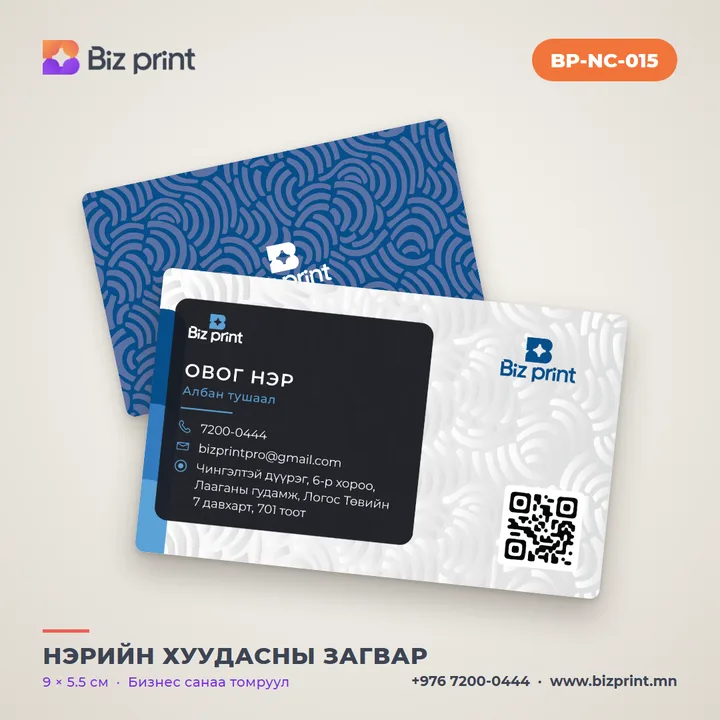 Biz print
BP-NC-015
print
Biz print
ОВОГ НЭР
Албан тушаал
7200-0444
bizprintpro@gmail.com
Чингэлтэй дүүрэг, 6-р хороо,
Лааганы гудамж, Логос Төвийн
7 давхарт, 701 тоот
Biz print
НЭРИЙН ХУУДАСНЫ ЗАГВАР
9 × 5.5 см · Бизнес санаа томруул
+976 7200-0444 · www.bizprint.mn